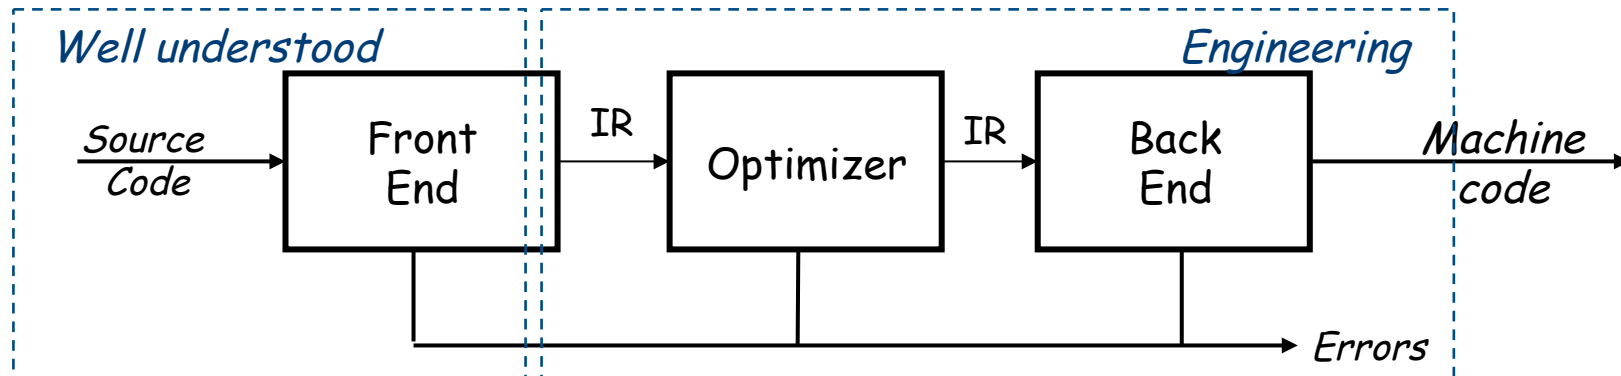 Well understood
Engineering
Source
Code
Front
End
IR
Optimizer
IR
Back
End
Machine
code
Errors